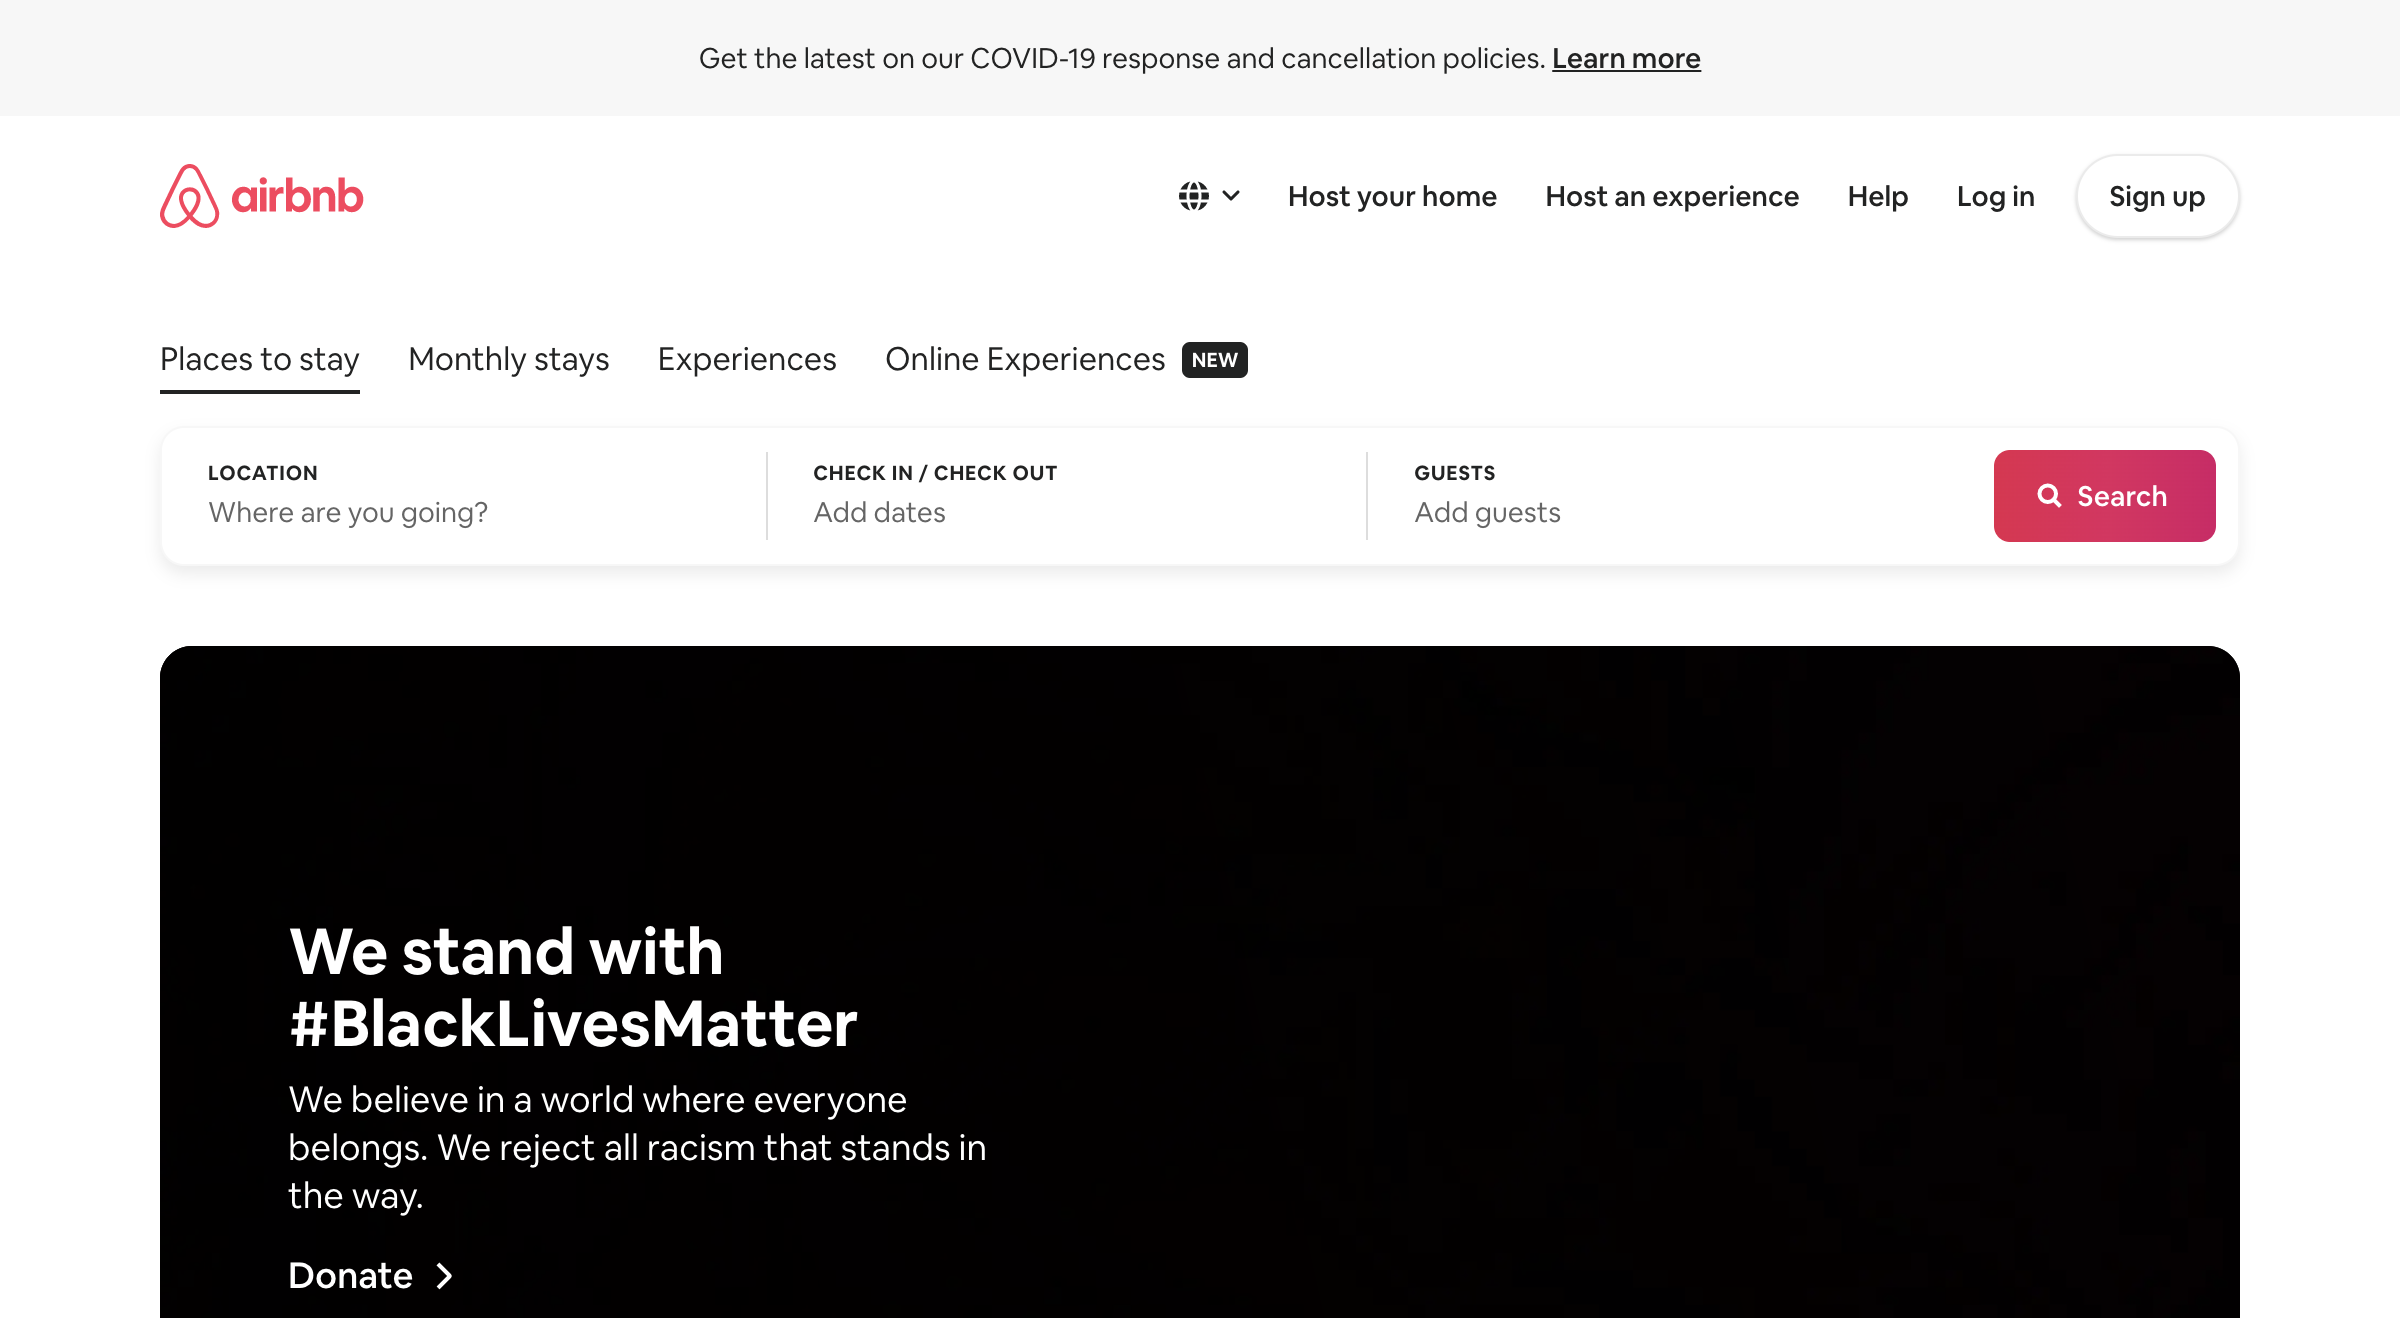 Get the latest on our COVID-19 response and cancellation policies. Learn more
airbnb
Host your home
Host an experience
Help
Log in
Sign up
Places to stay
Monthly stays
Experiences
Online Experiences NEW
LOCATION
Where are you going?
CHECK IN / CHECK OUT
Add dates
GUESTS
Add guests
Search
We stand with
#BlackLivesMatter
We believe in a world where everyone
belongs. We reject all racism that stands in
the way.
Donate